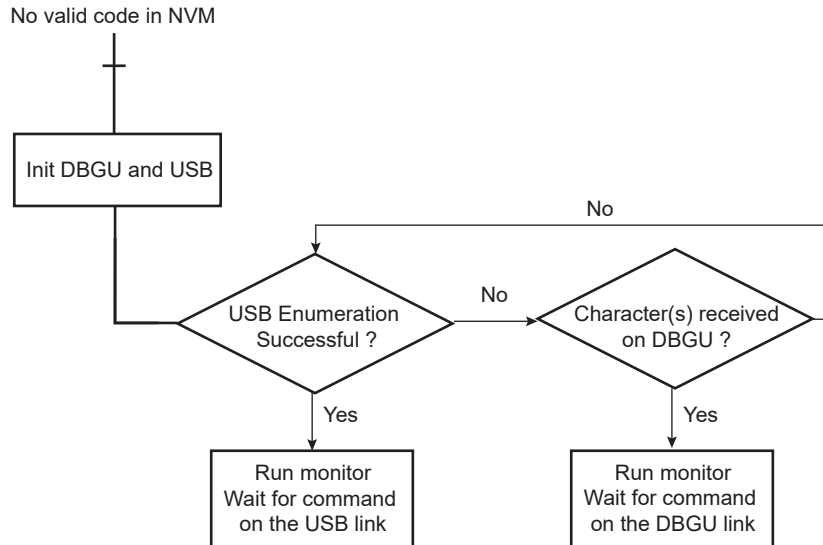 No valid code in NVM
Init DBGU and USB
No
USB Enumeration
Successful ?
No
Character(s) received
on DBGU ?
Yes
Yes
Run monitor
Wait for command
on the USB link
Run monitor
Wait for command
on the DBGU link